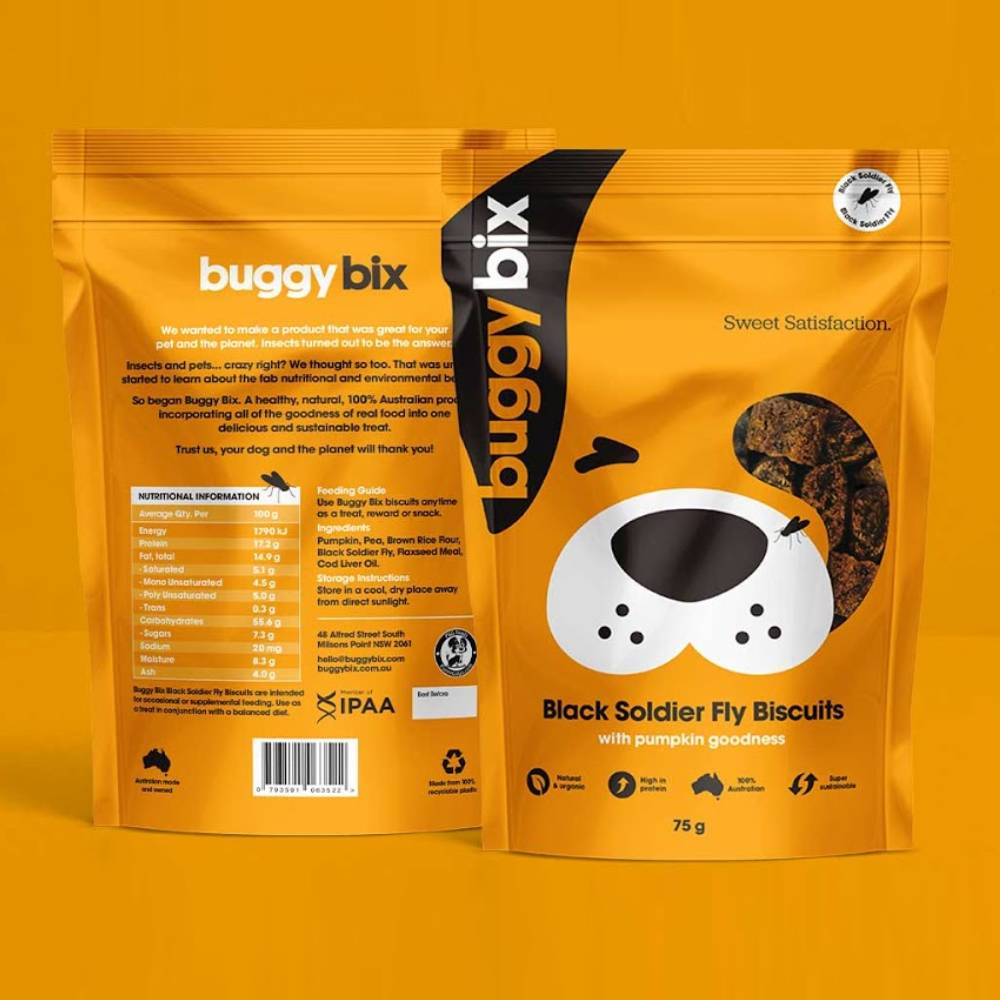 buggy bix
We wanted to make a product that was great for your
pet and the planet. Insects turned out to be the answer.
Insects and pets... crazy right? We thought so too. That was
started to learn about the fab nutritional and environmental
So began Buggy Bix. A healthy, natural, 100% Australian
incorporating all of the goodness of real food into one
delicious and sustainable treat.
Trust us, your dog and the planet will thank you!
NUTRITIONAL INFORMATION
Average Qty. Per 100 g
Energy 1790 kJ
Protein 17.2 g
Fat, total 14.9 g
- Saturated 5.1 g
- Mono Unsaturated 4.5 g
- Poly Unsaturated 5.0 g
- Trans 0.3 g
Carbohydrates 55.6 g
- Sugars 7.3 g
Sodium 20 mg
Moisture 8.3 g
Ash 4.0 g
Buggy Bix Black Soldier Fly Biscuits are intended
for occasional or supplemental feeding. Use as
a treat in conjunction with a balanced diet.
Feeding Guide
Use Buggy Bix biscuits anytime
as a treat, reward or snack.
Ingredients
Pumpkin, Pea, Brown Rice Flour,
Black Soldier Fly, Flaxseed Meal,
Cod Liver Oil.
Storage Instructions
Store in a cool, dry place away
from direct sunlight.
48 Alfred Street South
Milsons Point NSW 2061
hello@buggybix.com
buggybix.com.au
Member of
IPAA
Best Before
Australian made
and owned
0 793591 063522 >
Made from 100%
recyclable plastic
buggy bix
Black Soldier Fly
Black Soldier Fly
Sweet Satisfaction.
Black Soldier Fly Biscuits
with pumpkin goodness
Natural
& organic
High in
protein
100%
Australian
Super
sustainable
75 g